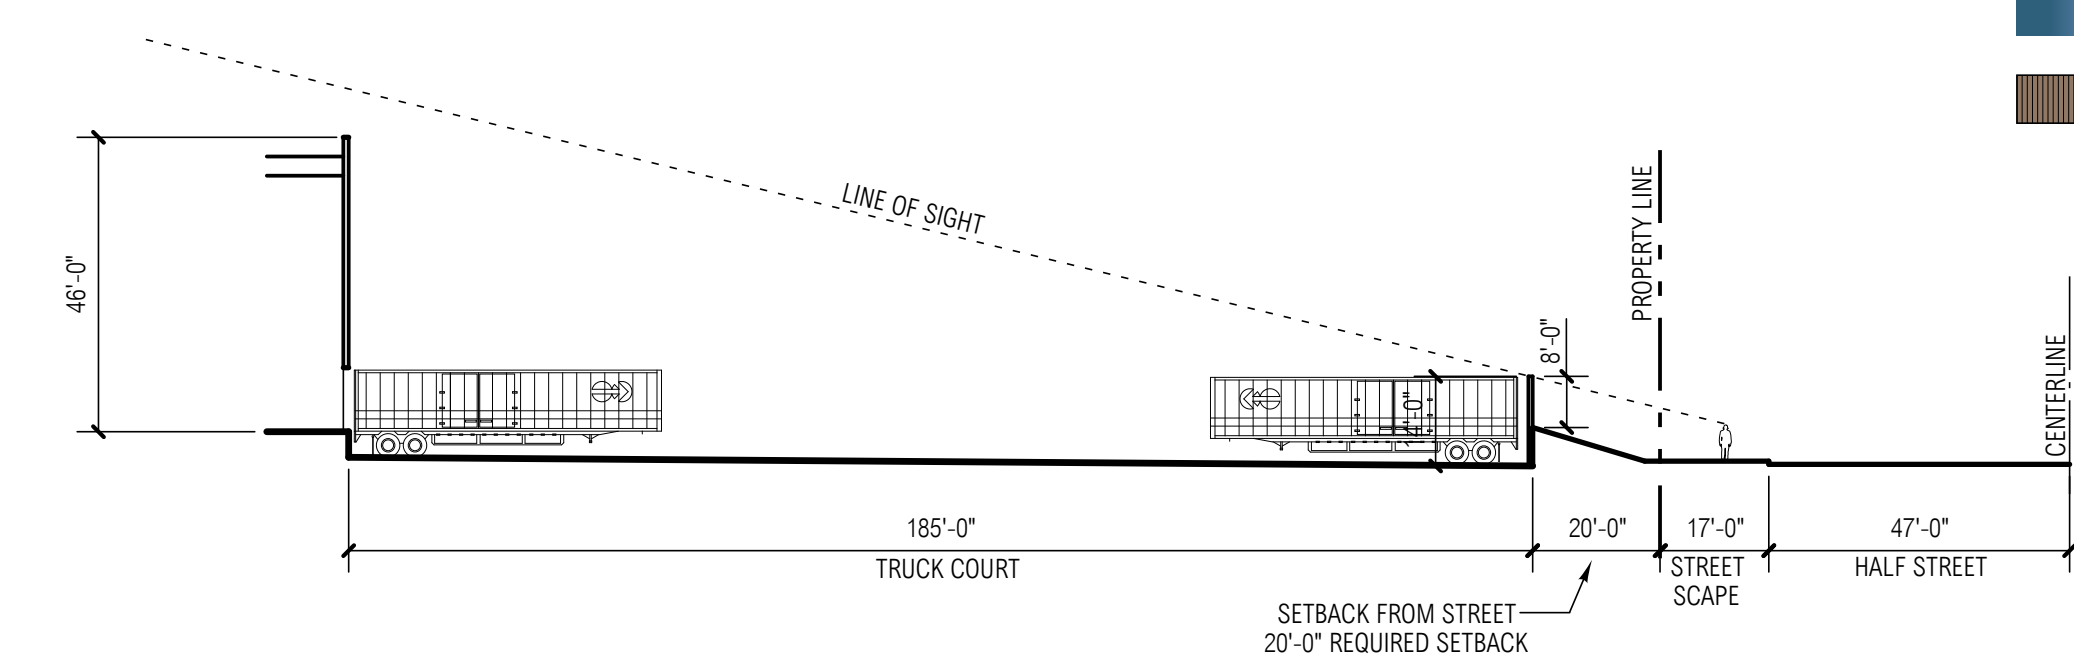 LINE OF SIGHT
PROPERTY LINE
CENTERLINE
46'-0"
8'-0"
14'-0"
185'-0"
TRUCK COURT
20'-0"
17'-0"
STREET
SCAPE
47'-0"
HALF STREET
SETBACK FROM STREET
20'-0" REQUIRED SETBACK